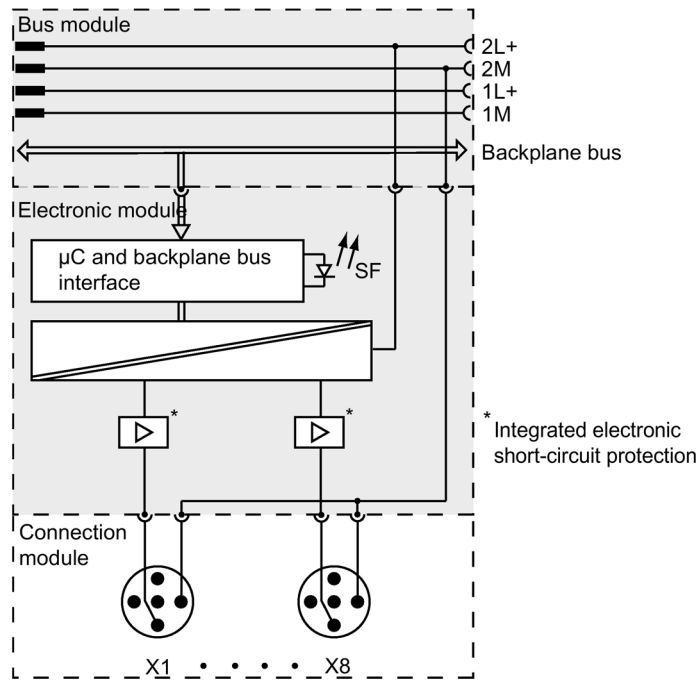 Bus module
2L+
2M
1L+
1M
Backplane bus
Electronic module
µC and backplane bus
interface
SF
*
*
* Integrated electronic
short-circuit protection
Connection
module
X1 • • • • X8